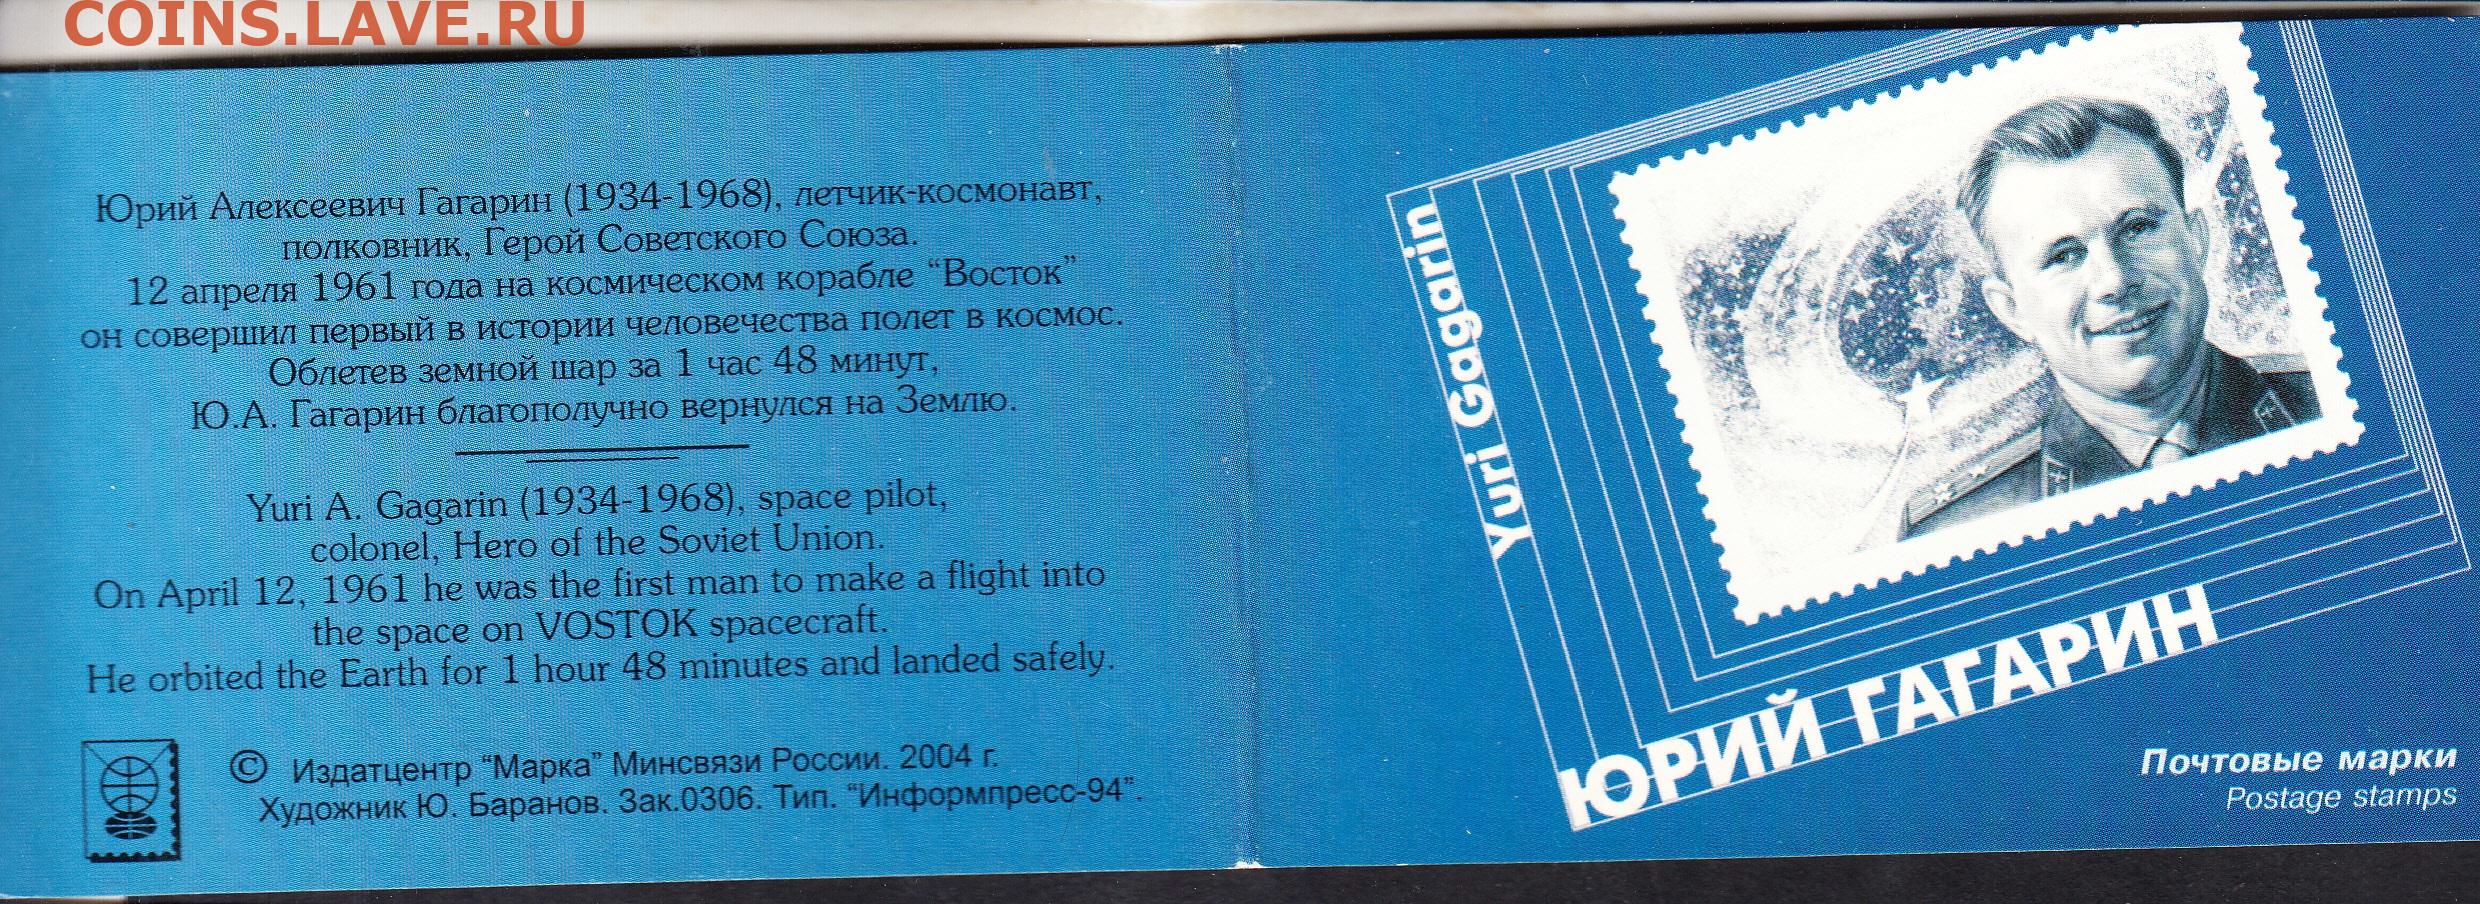 COINS.LAVE.RU
Юрий Алексеевич Гагарин (1934-1968), летчик-космонавт,
полковник, Герой Советского Союза.
12 апреля 1961 года на космическом корабле “Восток”
он совершил первый в истории человечества полет в космос.
Облетев земной шар за 1 час 48 минут,
Ю.А. Гагарин благополучно вернулся на Землю.
Yuri A. Gagarin (1934-1968), space pilot,
colonel, Hero of the Soviet Union.
On April 12, 1961 he was the first man to make a flight into
the space on VOSTOK spacecraft.
He orbited the Earth for 1 hour 48 minutes and landed safely.
© Издатцентр “Марка” Минсвязи России. 2004 г.
Художник Ю. Баранов. Зак.0306. Тип. “Информпресс-94”.
Yuri Gagarin
ЮРИЙ ГАГАРИН
Почтовые марки
Postage stamps